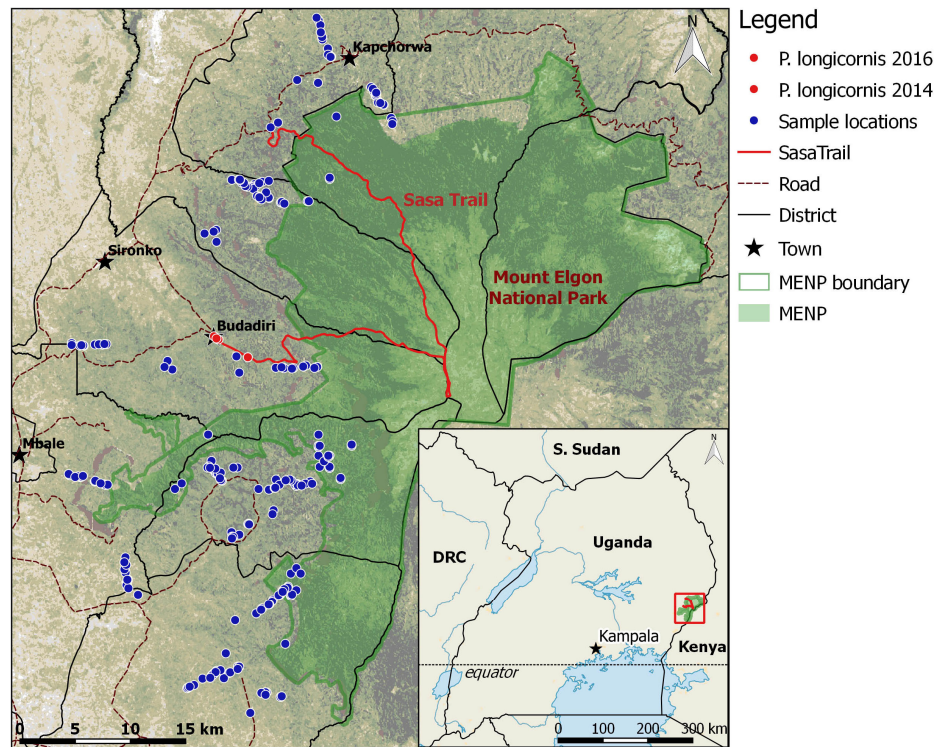 N
Kapchorwa
Sasa Trail
Sironko
Mount Elgon
National Park
Budadiri
Mbale
0 5 10 15 km
N
S. Sudan
DRC
Uganda
Kampala
Kenya
equator
0 100 200 300 km
Legend
P. longicornis 2016
P. longicornis 2014
Sample locations
SasaTrail
Road
District
Town
MENP boundary
MENP